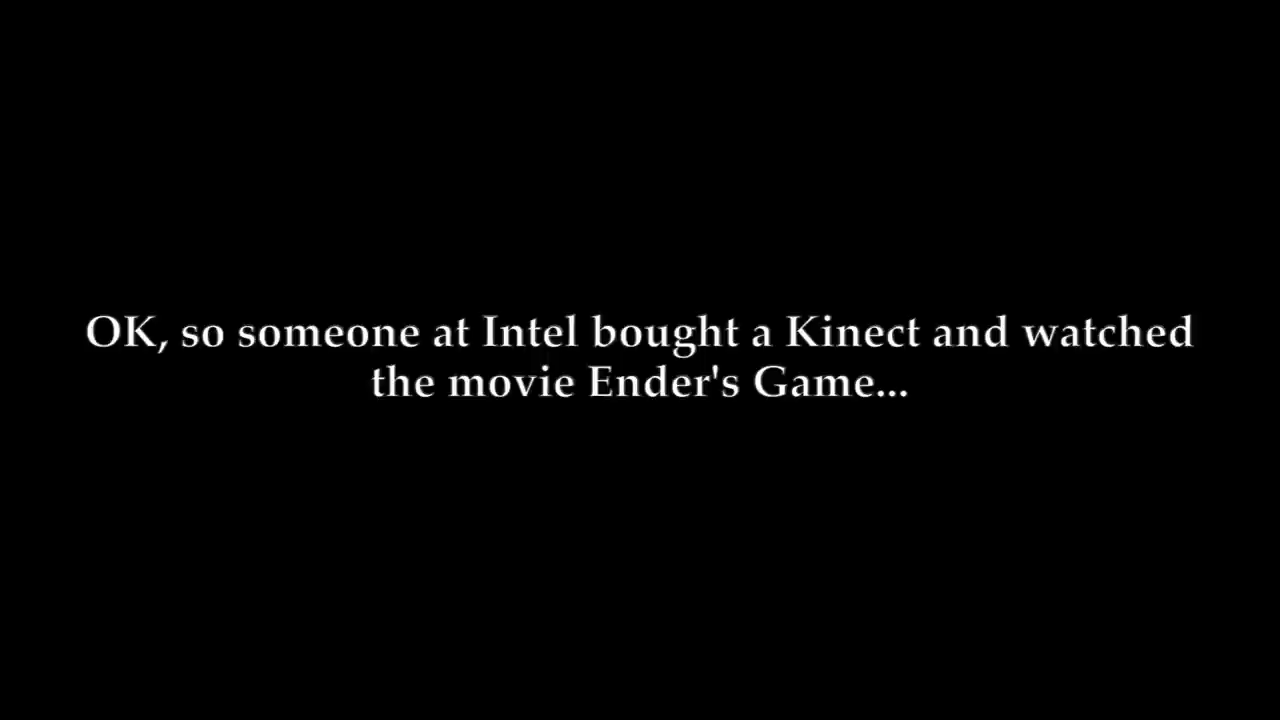 OK, so someone at Intel bought a Kinect and watched
the movie Ender's Game...